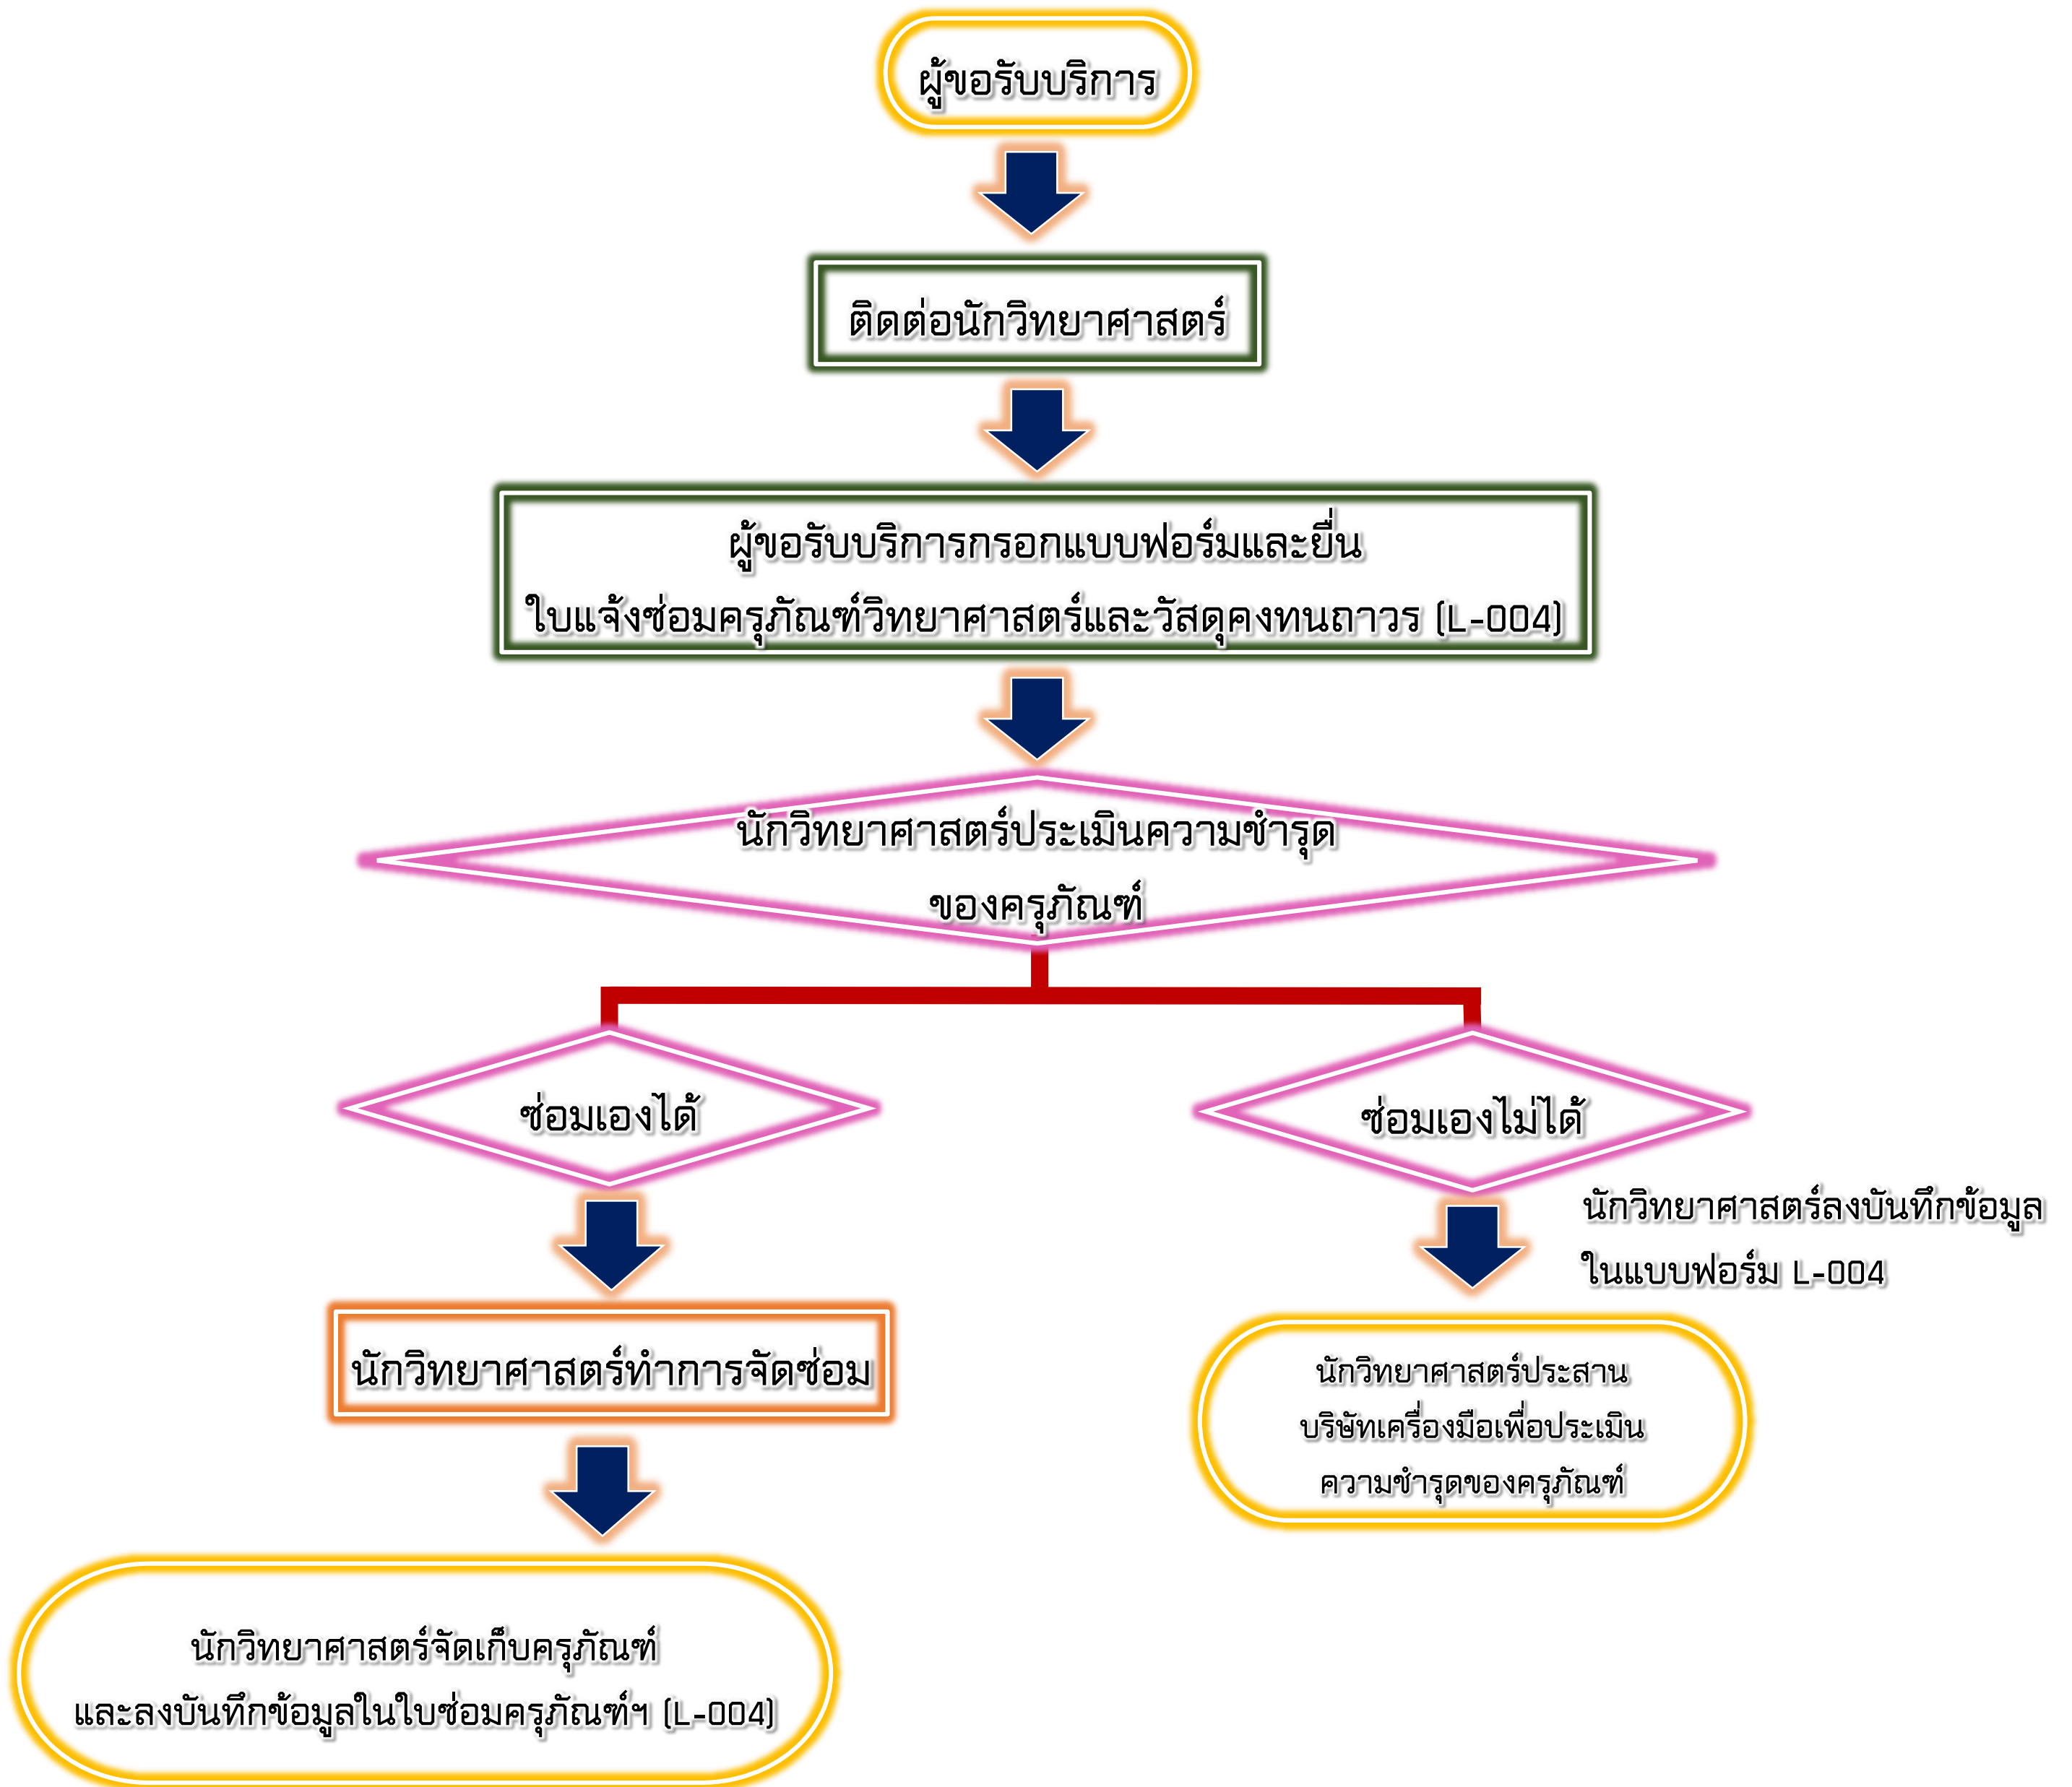 ผู้ขอรับบริการ
ติดต่อนักวิทยาศาสตร์
ผู้ขอรับบริการกรอกแบบฟอร์มและยื่น
ใบแจ้งซ่อมครุภัณฑ์วิทยาศาสตร์และวัสดุคงทนถาวร (L-004)
นักวิทยาศาสตร์ประเมินความชำรุด
ของครุภัณฑ์
ซ่อมเองได้
ซ่อมเองไม่ได้
นักวิทยาศาสตร์ลงบันทึกข้อมูล
ในแบบฟอร์ม L-004
นักวิทยาศาสตร์ทำการจัดซ่อม
นักวิทยาศาสตร์ประสาน
บริษัทเครื่องมือเพื่อประเมิน
ความชำรุดของครุภัณฑ์
นักวิทยาศาสตร์จัดเก็บครุภัณฑ์
และลงบันทึกข้อมูลในใบซ่อมครุภัณฑ์ฯ (L-004)